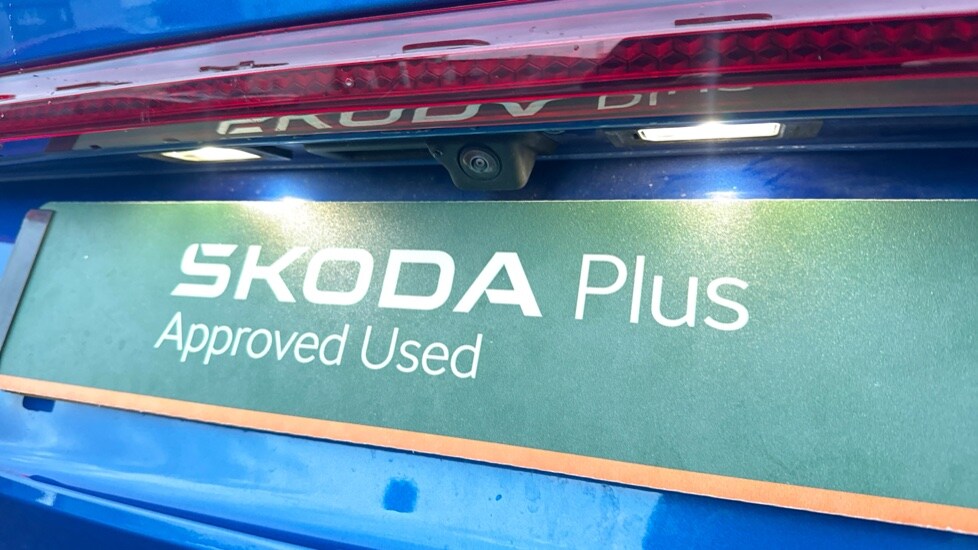 ŠKODA Plus
Approved Used